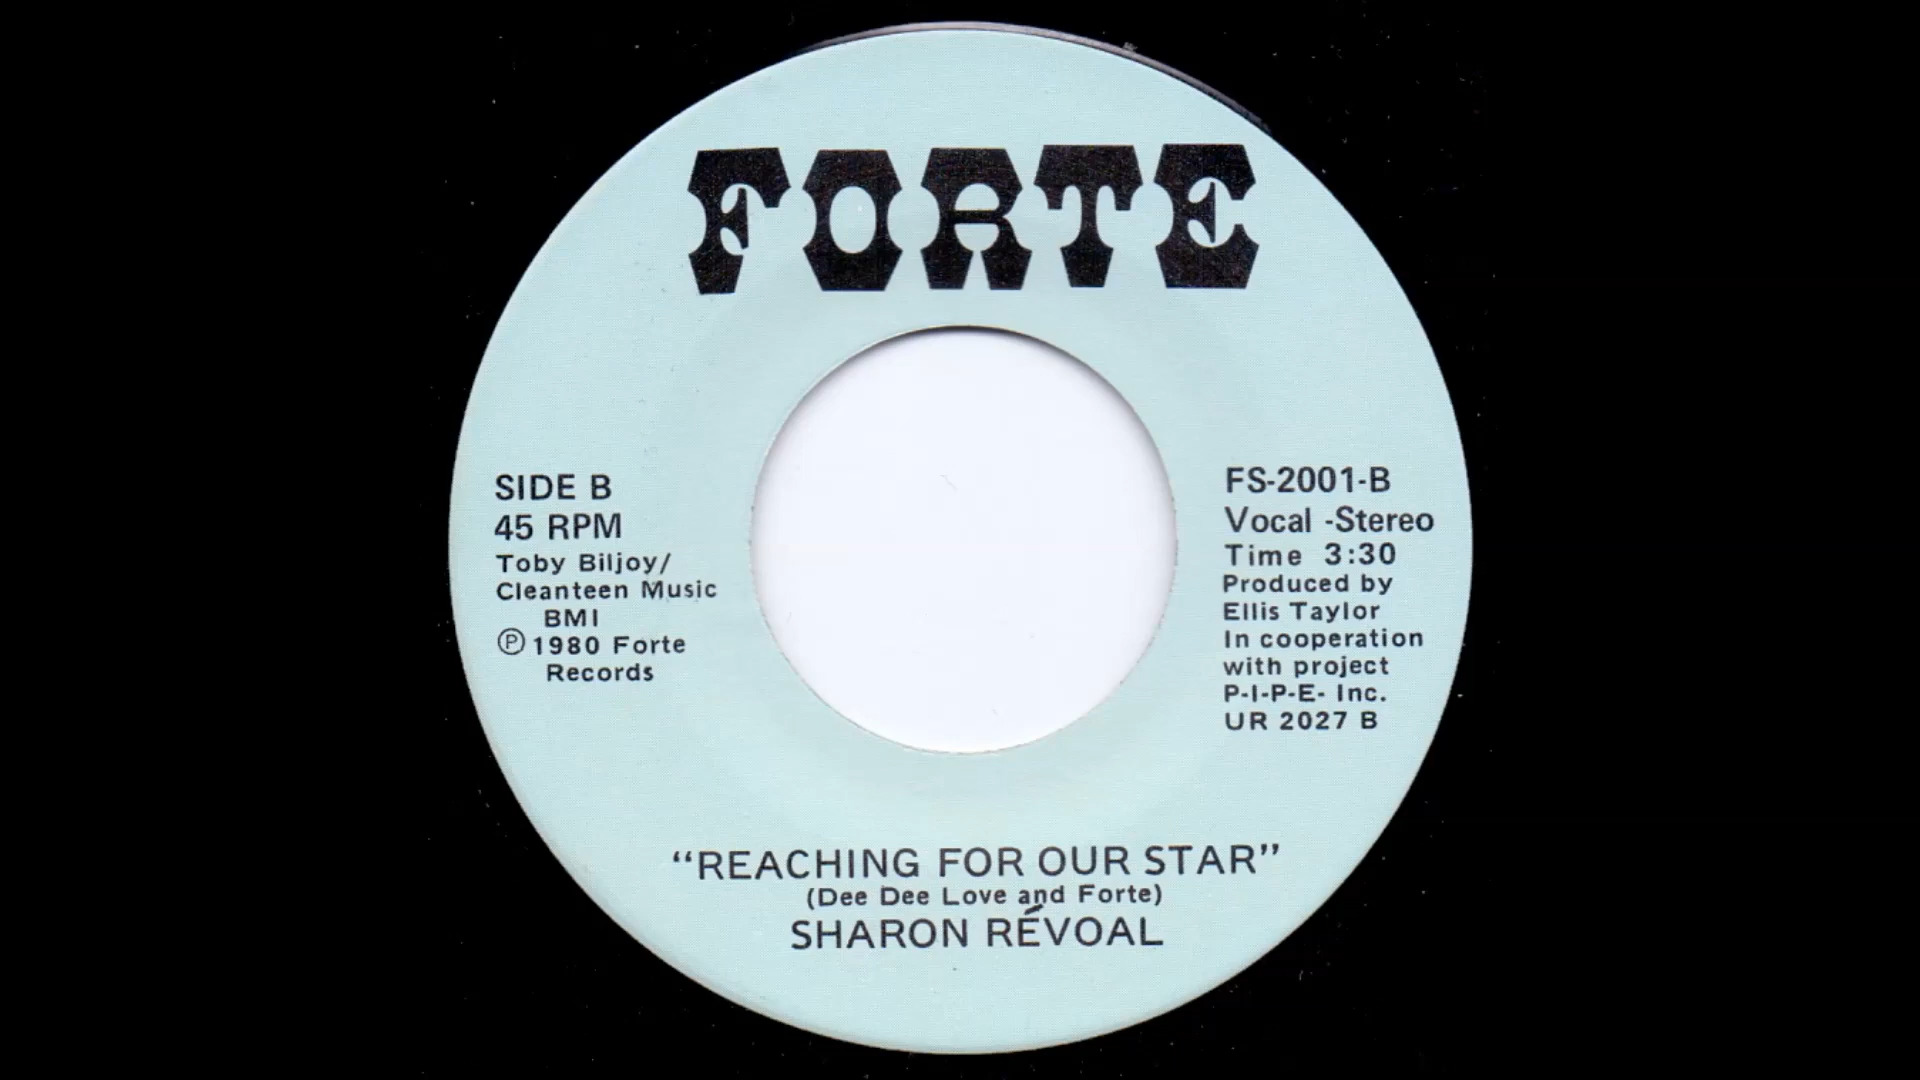 FORTE
SIDE B
45 RPM
Toby Biljoy/
Cleanteen Music
BMI
℗ 1980 Forte
Records
FS-2001-B
Vocal -Stereo
Time 3:30
Produced by
Ellis Taylor
In cooperation
with project
P-I-P-E- Inc.
UR 2027 B
“REACHING FOR OUR STAR”
(Dee Dee Love and Forte)
SHARON RÉVOAL